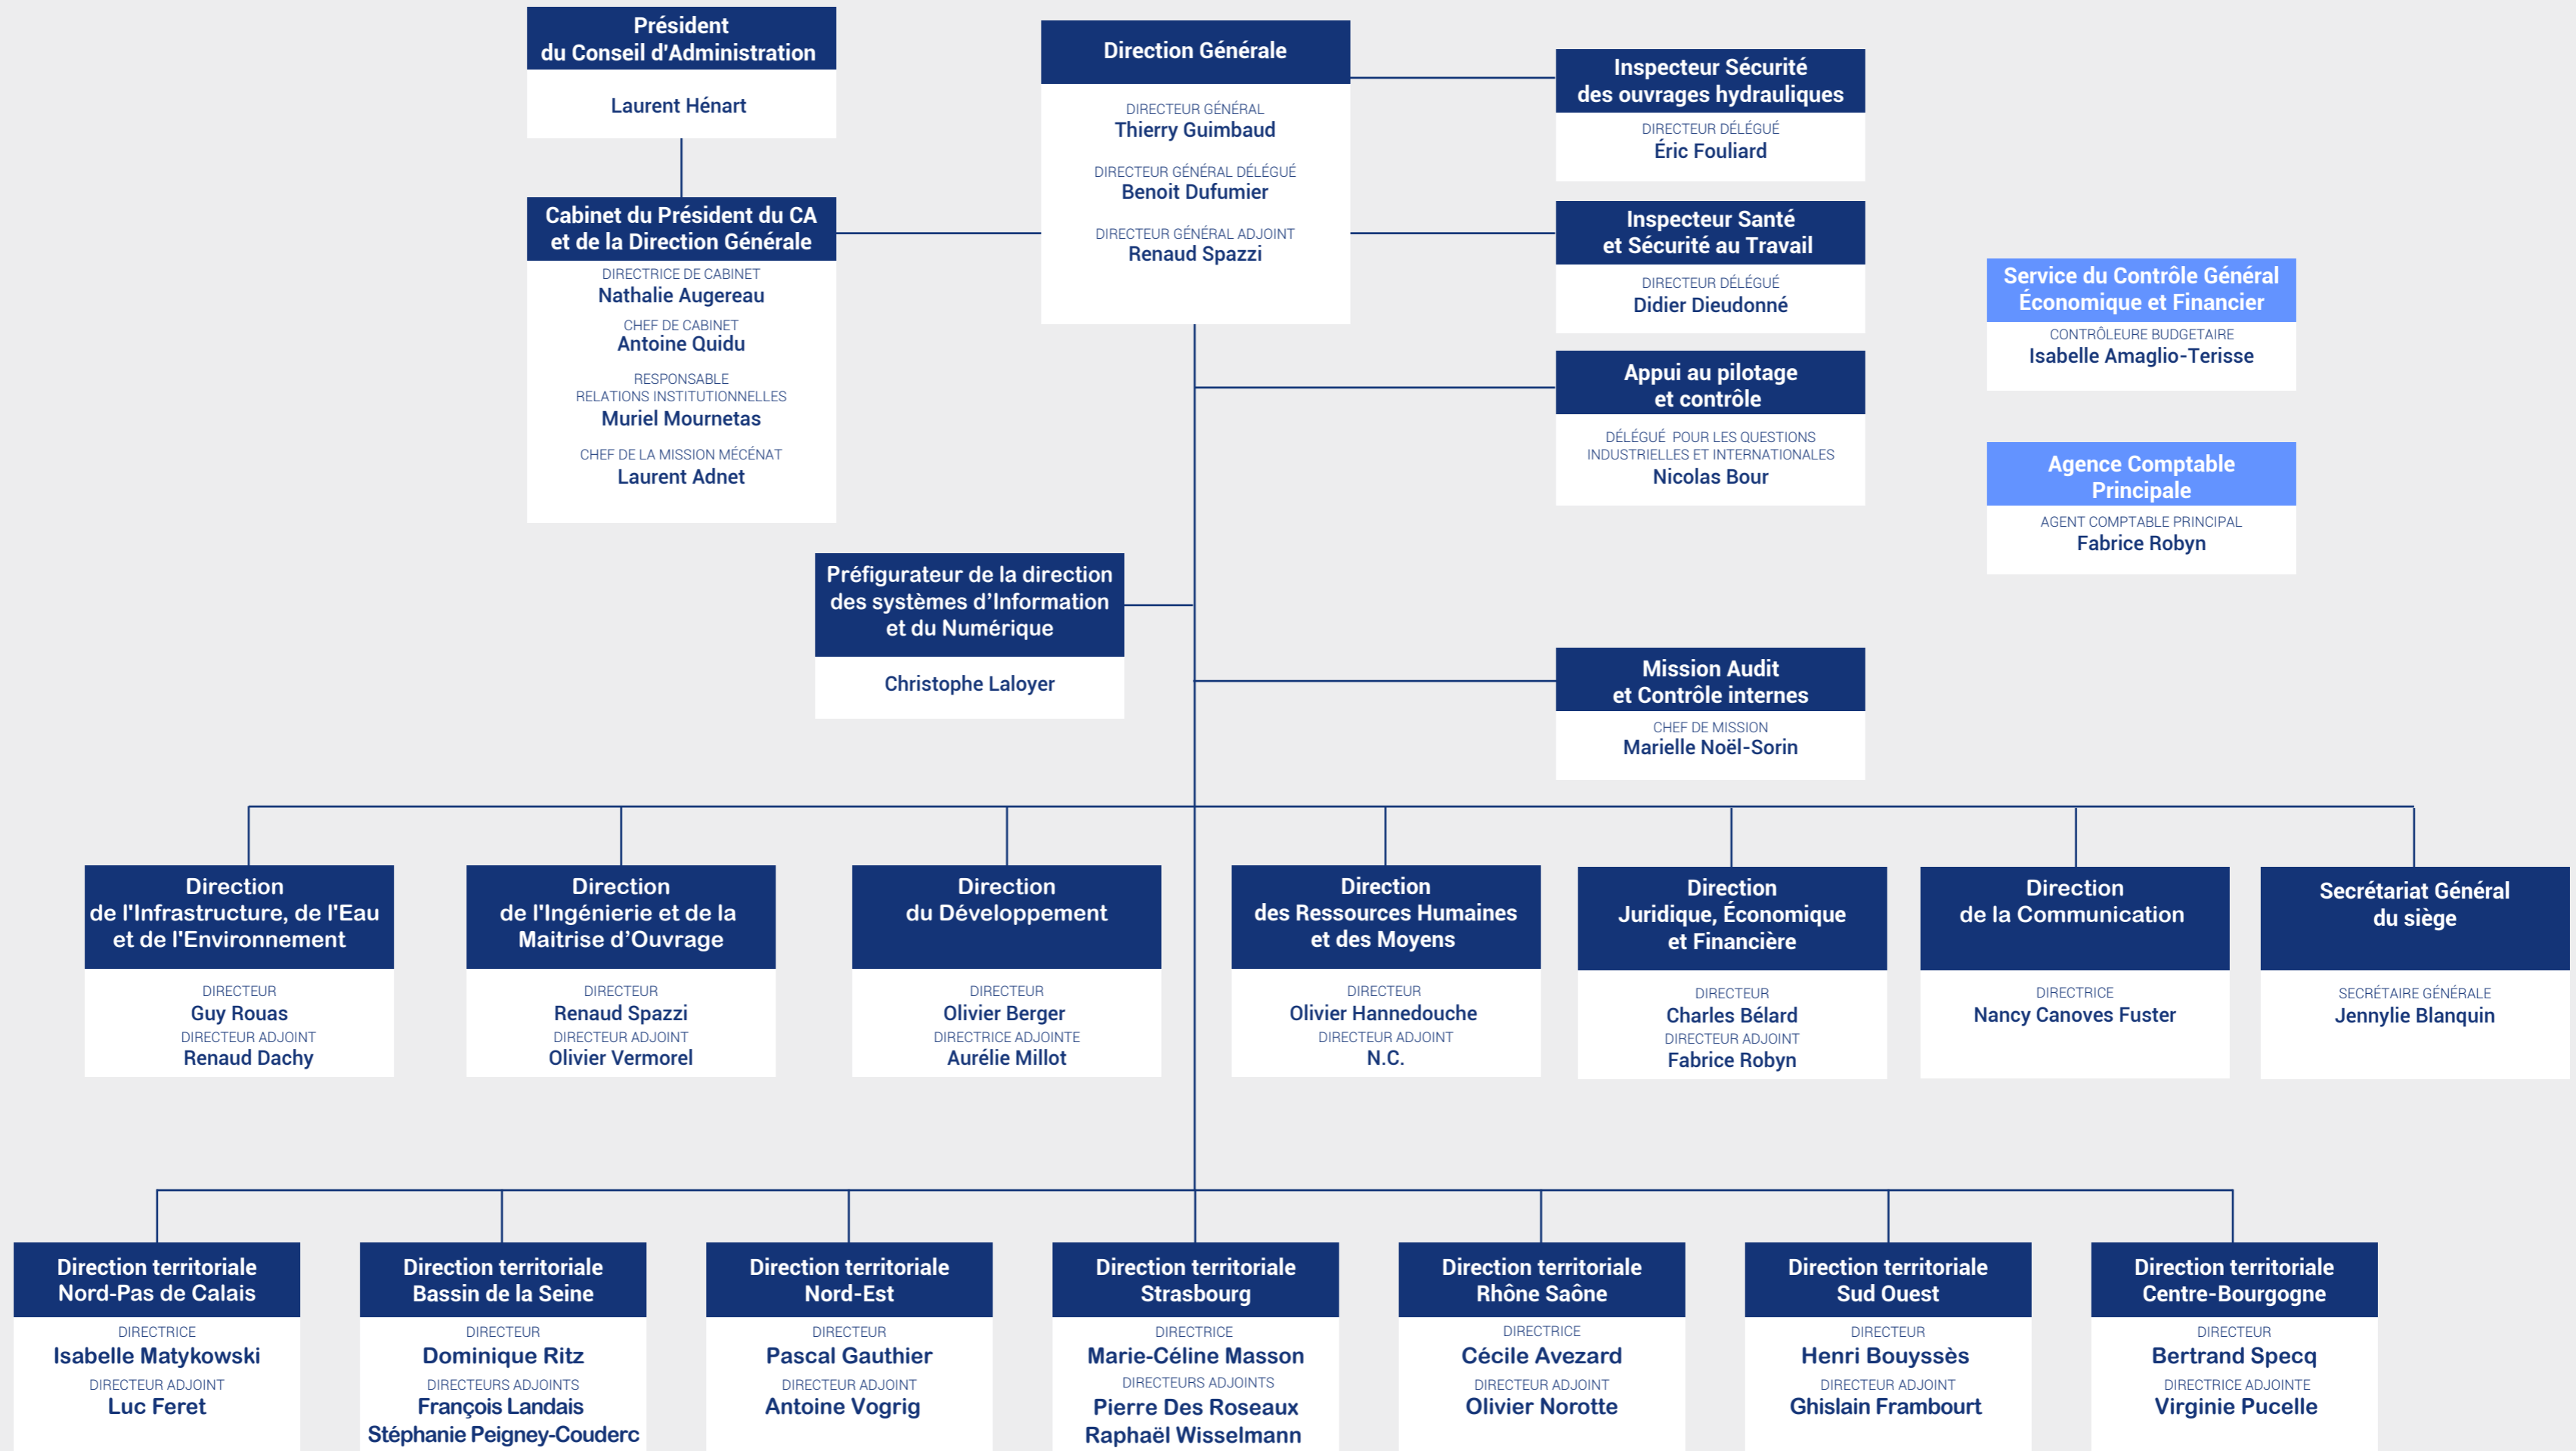 Président
du Conseil d'Administration
Laurent Hénart
Direction Générale
DIRECTEUR GÉNÉRAL
Thierry Guimbaud
DIRECTEUR GÉNÉRAL DÉLÉGUÉ
Benoit Dufumier
DIRECTEUR GÉNÉRAL ADJOINT
Renaud Spazzi
Inspecteur Sécurité
des ouvrages hydrauliques
DIRECTEUR DÉLÉGUÉ
Éric Fouliard
Cabinet du Président du CA
et de la Direction Générale
DIRECTRICE DE CABINET
Nathalie Augereau
CHEF DE CABINET
Antoine Quidu
RESPONSABLE
RELATIONS INSTITUTIONNELLES
Muriel Mournetas
CHEF DE LA MISSION MÉCÉNAT
Laurent Adnet
Inspecteur Santé
et Sécurité au Travail
DIRECTEUR DÉLÉGUÉ
Didier Dieudonné
Service du Contrôle Général
Économique et Financier
CONTRÔLEURE BUDGETAIRE
Isabelle Amaglio-Terisse
Appui au pilotage
et contrôle
DÉLÉGUÉ POUR LES QUESTIONS
INDUSTRIELLES ET INTERNATIONALES
Nicolas Bour
Agence Comptable
Principale
AGENT COMPTABLE PRINCIPAL
Fabrice Robyn
Préfigurateur de la direction
des systèmes d’Information
et du Numérique
Christophe Laloyer
Mission Audit
et Contrôle internes
CHEF DE MISSION
Marielle Noël-Sorin
Direction
de l'Infrastructure, de l'Eau
et de l'Environnement
DIRECTEUR
Guy Rouas
DIRECTEUR ADJOINT
Renaud Dachy
Direction
de l'Ingénierie et de la
Maitrise d’Ouvrage
DIRECTEUR
Renaud Spazzi
DIRECTEUR ADJOINT
Olivier Vermorel
Direction
du Développement
DIRECTEUR
Olivier Berger
DIRECTRICE ADJOINTE
Aurélie Millot
Direction
des Ressources Humaines
et des Moyens
DIRECTEUR
Olivier Hannedouche
DIRECTEUR ADJOINT
N.C.
Direction
Juridique, Économique
et Financière
DIRECTEUR
Charles Bélard
DIRECTEUR ADJOINT
Fabrice Robyn
Direction
de la Communication
DIRECTRICE
Nancy Canoves Fuster
Secrétariat Général
du siège
SECRÉTAIRE GÉNÉRALE
Jennylie Blanquin
Direction territoriale
Nord-Pas de Calais
DIRECTRICE
Isabelle Matykowski
DIRECTEUR ADJOINT
Luc Feret
Direction territoriale
Bassin de la Seine
DIRECTEUR
Dominique Ritz
DIRECTEURS ADJOINTS
François Landais
Stéphanie Peigney-Couderc
Direction territoriale
Nord-Est
DIRECTEUR
Pascal Gauthier
DIRECTEUR ADJOINT
Antoine Vogrig
Direction territoriale
Strasbourg
DIRECTRICE
Marie-Céline Masson
DIRECTEURS ADJOINTS
Pierre Des Roseaux
Raphaël Wisselmann
Direction territoriale
Rhône Saône
DIRECTRICE
Cécile Avezard
DIRECTEUR ADJOINT
Olivier Norotte
Direction territoriale
Sud Ouest
DIRECTEUR
Henri Bouyssès
DIRECTEUR ADJOINT
Ghislain Frambourt
Direction territoriale
Centre-Bourgogne
DIRECTEUR
Bertrand Specq
DIRECTRICE ADJOINTE
Virginie Pucelle